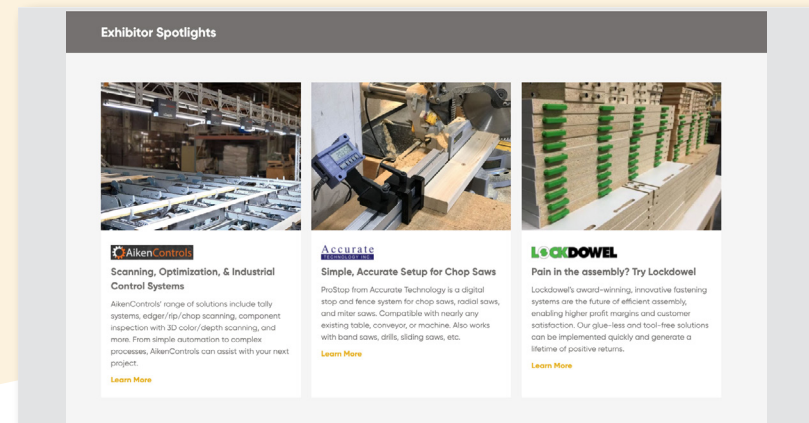 Exhibitor Spotlights
AikenControls
Scanning, Optimization, & Industrial
Control Systems
AikenControls' range of solutions include tally
systems, edger/rip/chop scanning, component
inspection with 3D color/depth scanning, and
more. From simple automation to complex
processes, AikenControls can assist with your next
project.
Learn More
Accurate
TECHNOLOGY INC.
Simple, Accurate Setup for Chop Saws
ProStop from Accurate Technology is a digital
stop and fence system for chop saws, radial saws,
and miter saws. Compatible with nearly any
existing table, conveyor, or machine. Also works
with band saws, drills, sliding saws, etc.
Learn More
LOCKDOWEL
Pain in the assembly? Try Lockdowel
Lockdowel's award-winning, innovative fastening
systems are the future of efficient assembly,
enabling higher profit margins and customer
satisfaction. Our glue-less and tool-free solutions
can be implemented quickly and generate a
lifetime of positive returns.
Learn More